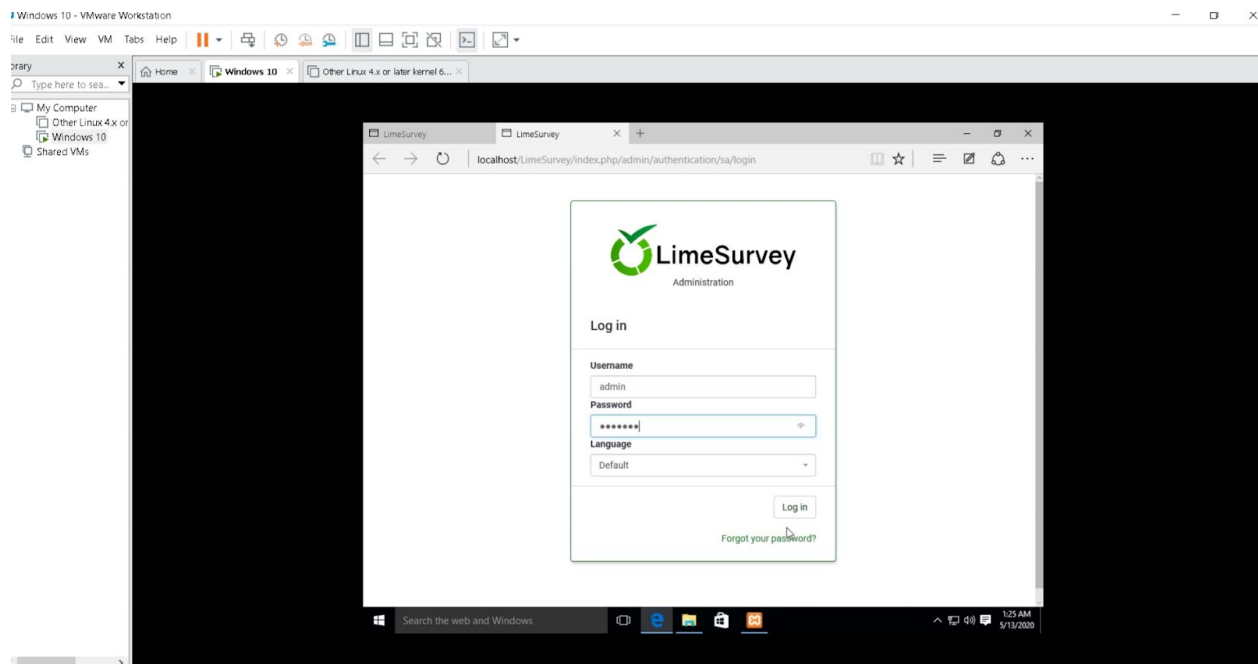 Windows 10 - VMware Workstation
File Edit View VM Tabs Help
Library X
Home Windows 10 Other Linux 4.x or later kernel 6...
Type here to sea...
My Computer
Other Linux 4.x or
Windows 10
Shared VMs
LimeSurvey LimeSurvey
localhost/LimeSurvey/index.php/admin/authentication/sa/login
LimeSurvey
Administration
Log in
Username
admin
Password
Language
Default
Log in
Forgot your password?
Search the web and Windows
1:25 AM
5/13/2020